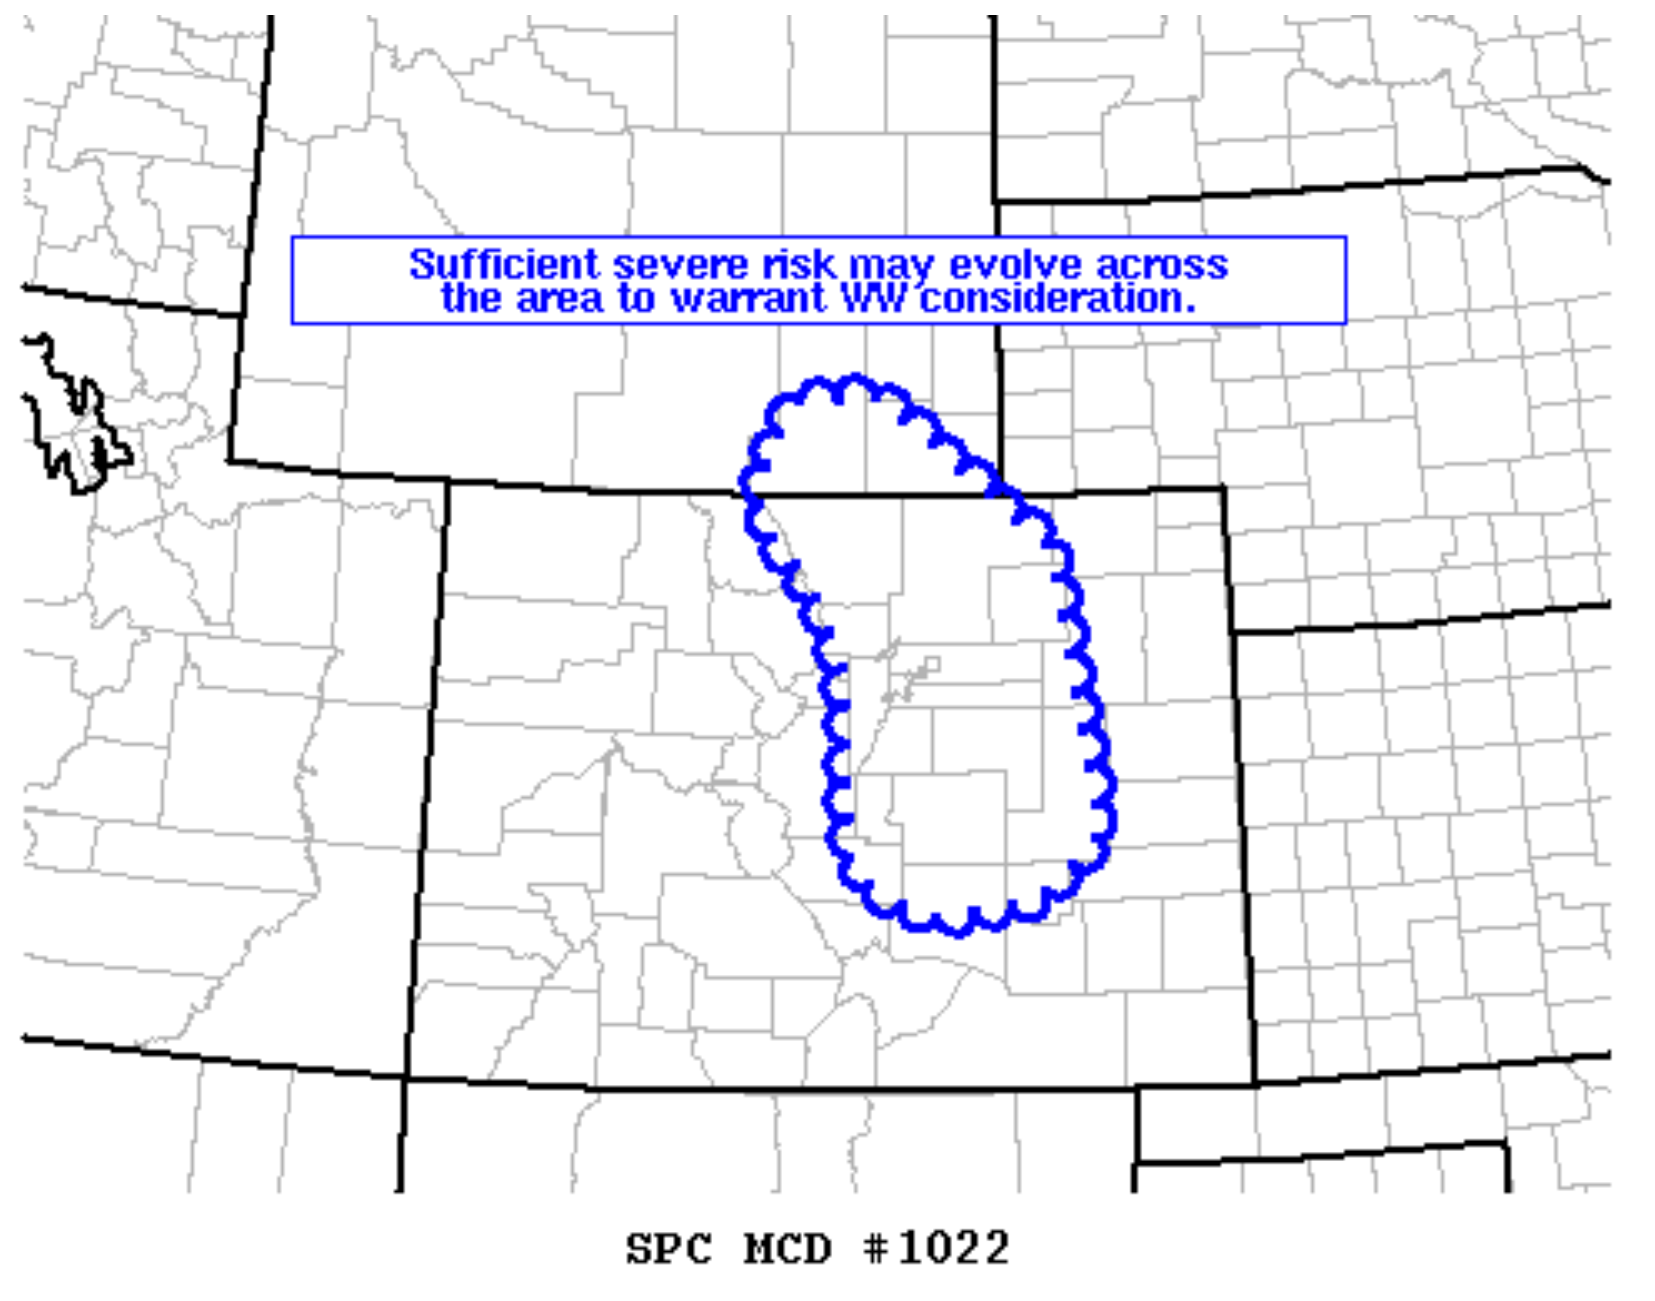 Sufficient severe risk may evolve across
the area to warrant WW consideration.
SPC MCD #1022